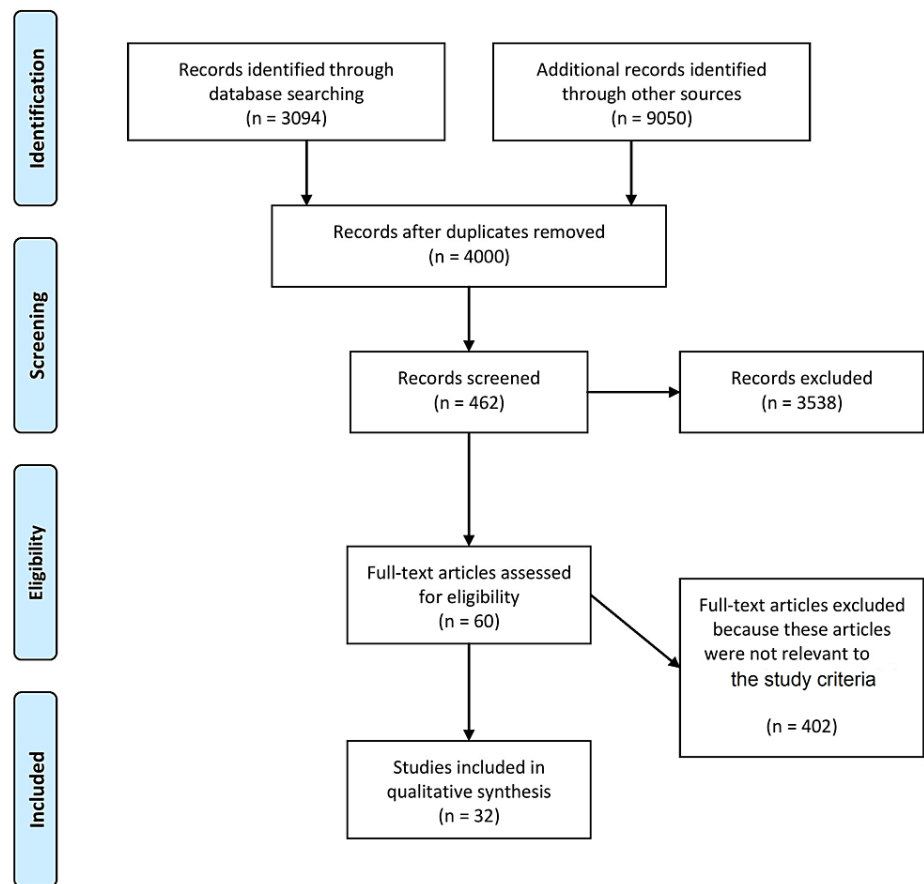 Identification
Records identified through
database searching
(n = 3094)
Additional records identified
through other sources
(n = 9050)
Records after duplicates removed
(n = 4000)
Screening
Records screened
(n = 462)
Records excluded
(n = 3538)
Eligibility
Full-text articles assessed
for eligibility
(n = 60)
Full-text articles excluded
because these articles
were not relevant to
the study criteria
(n = 402)
Included
Studies included in
qualitative synthesis
(n = 32)